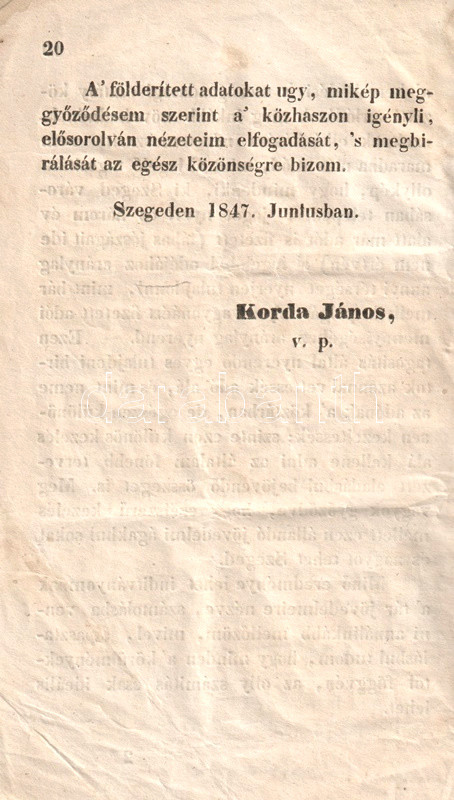 20
A' földerített adatokat ugy, mikép meg-
győződésem szerint a' közhaszon igényli,
elősorolván nézeteim elfogadását, 's megbi-
rálását az egész közönségre bizom.
Szegeden 1847. Juniusban.
Korda János,
v. p.
darabanth